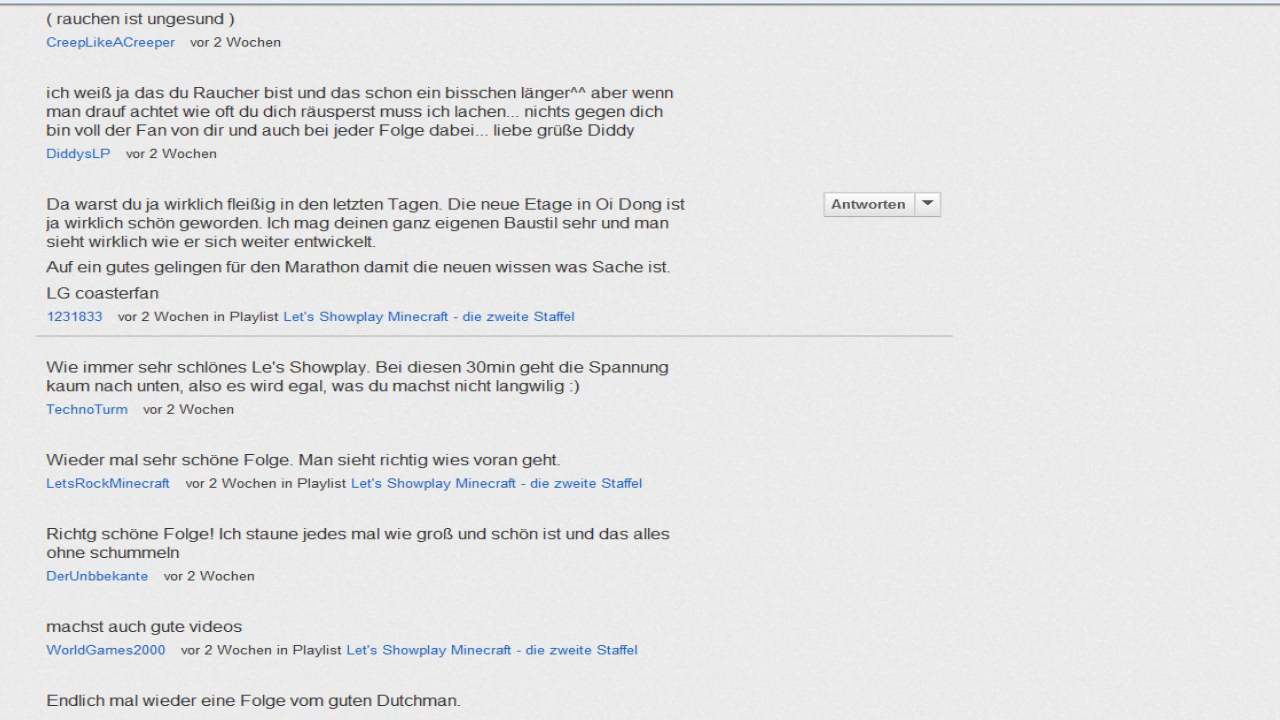 ( rauchen ist ungesund )
CreepLikeACreeper vor 2 Wochen
ich weiß ja das du Raucher bist und das schon ein bisschen länger^^ aber wenn
man drauf achtet wie oft du dich räusperst muss ich lachen... nichts gegen dich
bin voll der Fan von dir und auch bei jeder Folge dabei... liebe grüße Diddy
DiddysLP vor 2 Wochen
Da warst du ja wirklich fleißig in den letzten Tagen. Die neue Etage in Oi Dong ist
ja wirklich schön geworden. Ich mag deinen ganz eigenen Baustil sehr und man
sieht wirklich wie er sich weiter entwickelt.
Antworten
Auf ein gutes gelingen für den Marathon damit die neuen wissen was Sache ist.
LG coasterfan
1231833 vor 2 Wochen in Playlist Let's Showplay Minecraft - die zweite Staffel
Wie immer sehr schlönes Le's Showplay. Bei diesen 30min geht die Spannung
kaum nach unten, also es wird egal, was du machst nicht langwilig :)
TechnoTurm vor 2 Wochen
Wieder mal sehr schöne Folge. Man sieht richtig wies voran geht.
LetsRockMinecraft vor 2 Wochen in Playlist Let's Showplay Minecraft - die zweite Staffel
Richtg schöne Folge! Ich staune jedes mal wie groß und schön ist und das alles
ohne schummeln
DerUnbbekante vor 2 Wochen
machst auch gute videos
WorldGames2000 vor 2 Wochen in Playlist Let's Showplay Minecraft - die zweite Staffel
Endlich mal wieder eine Folge vom guten Dutchman.